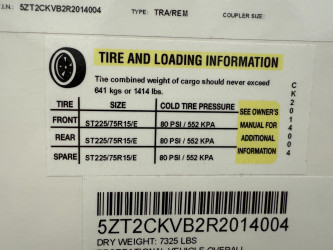 V.I.N.: 5ZT2CKVB2R2014004 TYPE: TRA/REM COUPLER SIZE:
TIRE AND LOADING INFORMATION
The combined weight of cargo should never exceed
641 kgs or 1414 lbs.
TIRE SIZE COLD TIRE PRESSURE
FRONT ST225/75R15/E 80 PSI / 552 KPA
REAR ST225/75R15/E 80 PSI / 552 KPA
SPARE ST225/75R15/E 80 PSI / 552 KPA
SEE OWNER'S
MANUAL FOR
ADDITIONAL
INFORMATION
CK2014004
5ZT2CKVB2R2014004
DRY WEIGHT: 7325 LBS
RECREATIONAL VEHICLE OVERALL